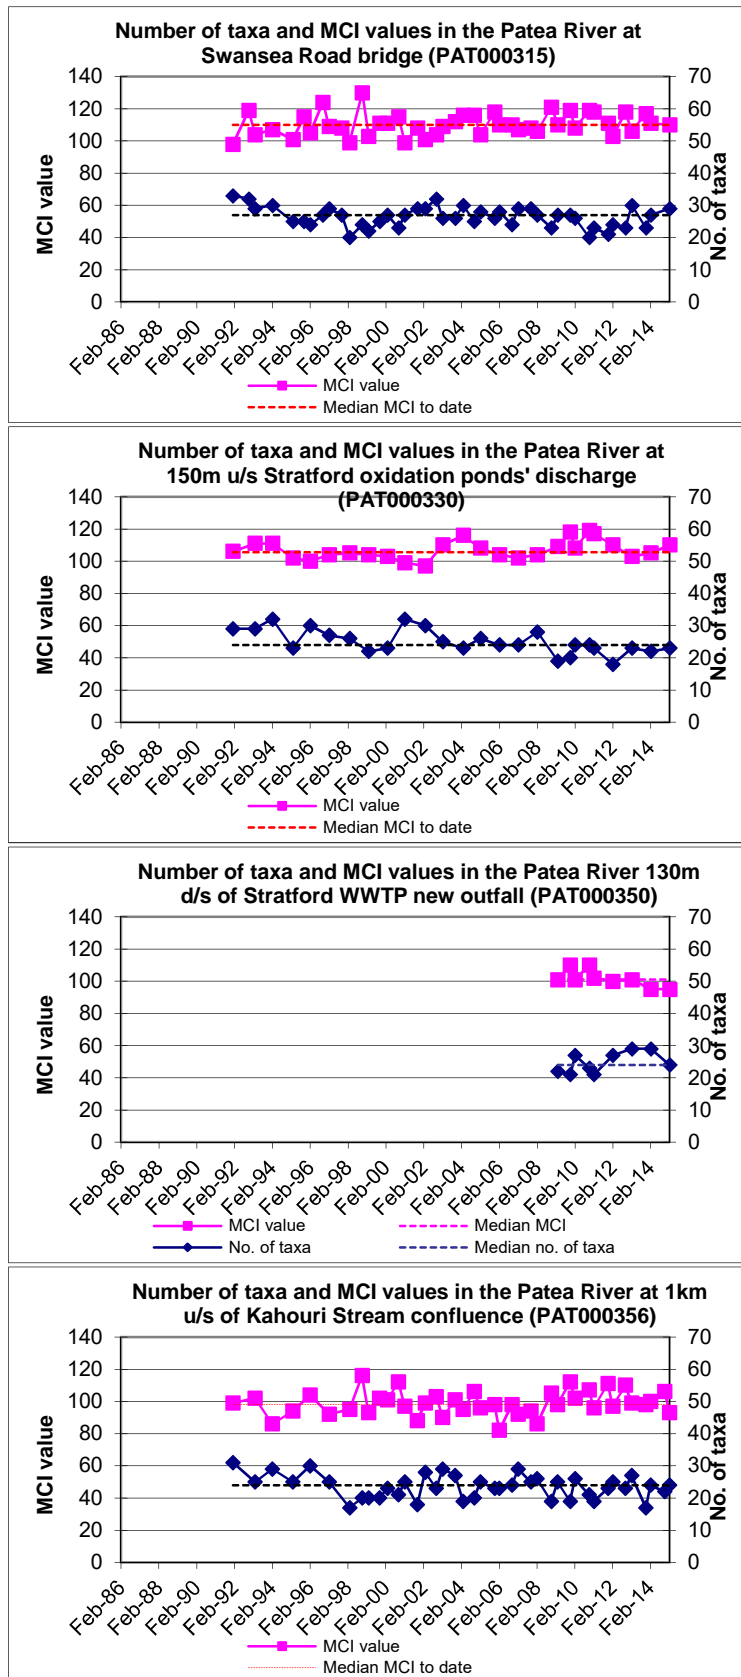 Number of taxa and MCI values in the Patea River at
Swansea Road bridge (PAT000315)
140
120
100
80
60
40
20
0
MCI value
70
60
50
40
30
20
10
0
No. of taxa
Feb-86
Feb-88
Feb-90
Feb-92
Feb-94
Feb-96
Feb-98
Feb-00
Feb-02
Feb-04
Feb-06
Feb-08
Feb-10
Feb-12
Feb-14
MCI value
Median MCI to date
Number of taxa and MCI values in the Patea River at
150m u/s Stratford oxidation ponds' discharge
(PAT000330)
140
120
100
80
60
40
20
0
MCI value
70
60
50
40
30
20
10
0
No. of taxa
Feb-86
Feb-88
Feb-90
Feb-92
Feb-94
Feb-96
Feb-98
Feb-00
Feb-02
Feb-04
Feb-06
Feb-08
Feb-10
Feb-12
Feb-14
MCI value
Median MCI to date
Number of taxa and MCI values in the Patea River 130m
d/s of Stratford WWTP new outfall (PAT000350)
140
120
100
80
60
40
20
0
MCI value
70
60
50
40
30
20
10
0
No. of taxa
Feb-86
Feb-88
Feb-90
Feb-92
Feb-94
Feb-96
Feb-98
Feb-00
Feb-02
Feb-04
Feb-06
Feb-08
Feb-10
Feb-12
Feb-14
MCI value Median MCI
No. of taxa Median no. of taxa
Number of taxa and MCI values in the Patea River at 1km
u/s of Kahouri Stream confluence (PAT000356)
140
120
100
80
60
40
20
0
MCI value
70
60
50
40
30
20
10
0
No. of taxa
Feb-86
Feb-88
Feb-90
Feb-92
Feb-94
Feb-96
Feb-98
Feb-00
Feb-02
Feb-04
Feb-06
Feb-08
Feb-10
Feb-12
Feb-14
MCI value
Median MCI to date